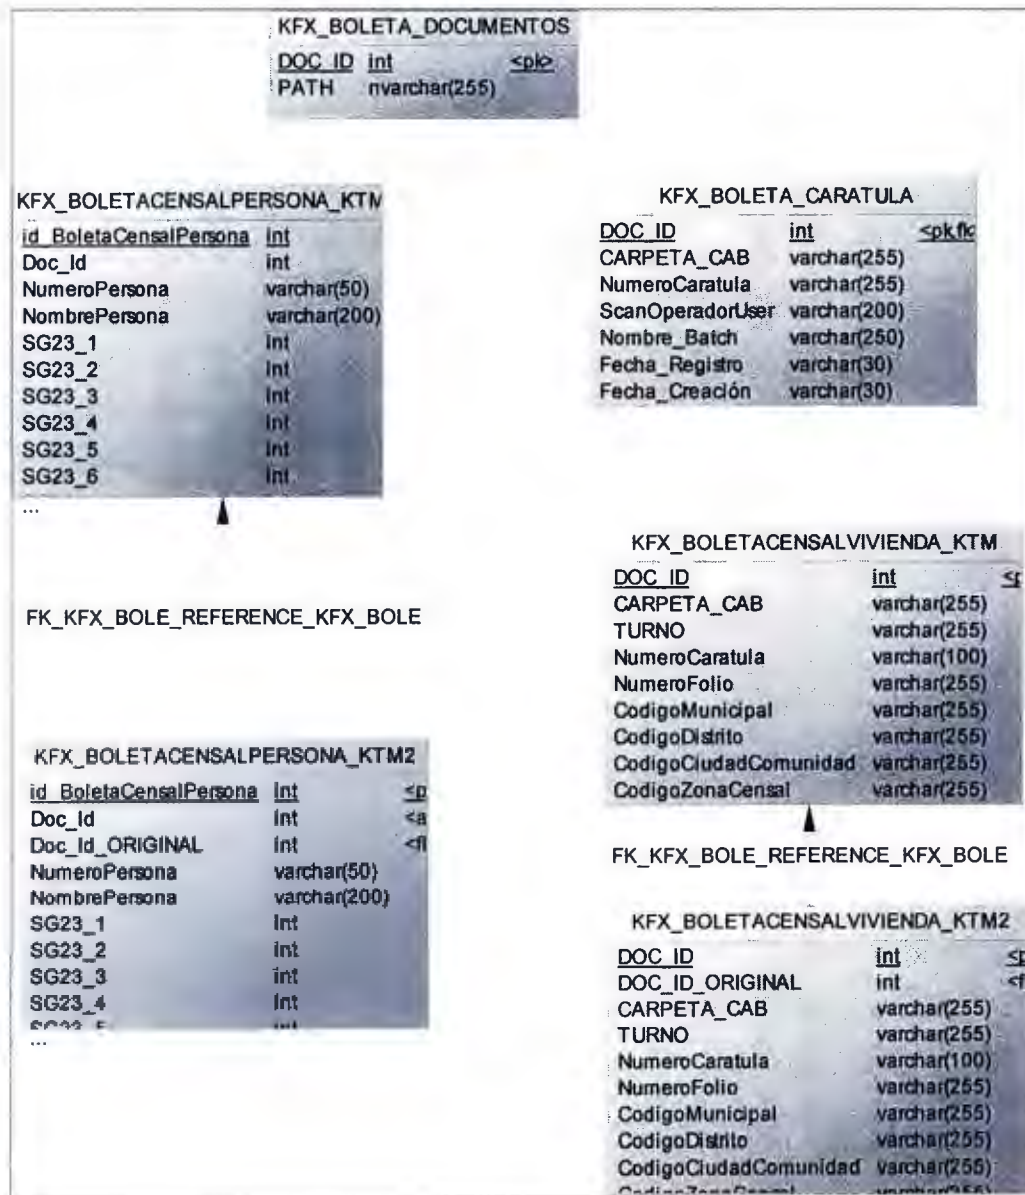 KFX_BOLETA_DOCUMENTOS
DOC_ID int <pk>
PATH nvarchar(255)
KFX_BOLETACENSALPERSONA_KTM
id_BoletaCensalPersona int
Doc_Id int
NumeroPersona varchar(50)
NombrePersona varchar(200)
SG23_1 int
SG23_2 int
SG23_3 int
SG23_4 int
SG23_5 int
SG23_6 int
...
FK_KFX_BOLE_REFERENCE_KFX_BOLE
KFX_BOLETACENSALPERSONA_KTM2
id_BoletaCensalPersona int <p
Doc_Id int <a
Doc_Id_ORIGINAL int <fl
NumeroPersona varchar(50)
NombrePersona varchar(200)
SG23_1 int
SG23_2 int
SG23_3 int
SG23_4 int
...
KFX_BOLETA_CARATULA
DOC_ID int <pk,fk
CARPETA_CAB varchar(255)
NumeroCaratula varchar(255)
ScanOperadorUser varchar(200)
Nombre_Batch varchar(250)
Fecha_Registro varchar(30)
Fecha_Creación varchar(30)
KFX_BOLETACENSALVIVIENDA_KTM
DOC_ID int <p
CARPETA_CAB varchar(255)
TURNO varchar(255)
NumeroCaratula varchar(100)
NumeroFolio varchar(255)
CodigoMunicipal varchar(255)
CodigoDistrito varchar(255)
CodigoCiudadComunidad varchar(255)
CodigoZonaCensal varchar(255)
FK_KFX_BOLE_REFERENCE_KFX_BOLE
KFX_BOLETACENSALVIVIENDA_KTM2
DOC_ID int <p
DOC_ID_ORIGINAL int <f
CARPETA_CAB varchar(255)
TURNO varchar(255)
NumeroCaratula varchar(100)
NumeroFolio varchar(255)
CodigoMunicipal varchar(255)
CodigoDistrito varchar(255)
CodigoCiudadComunidad varchar(255)